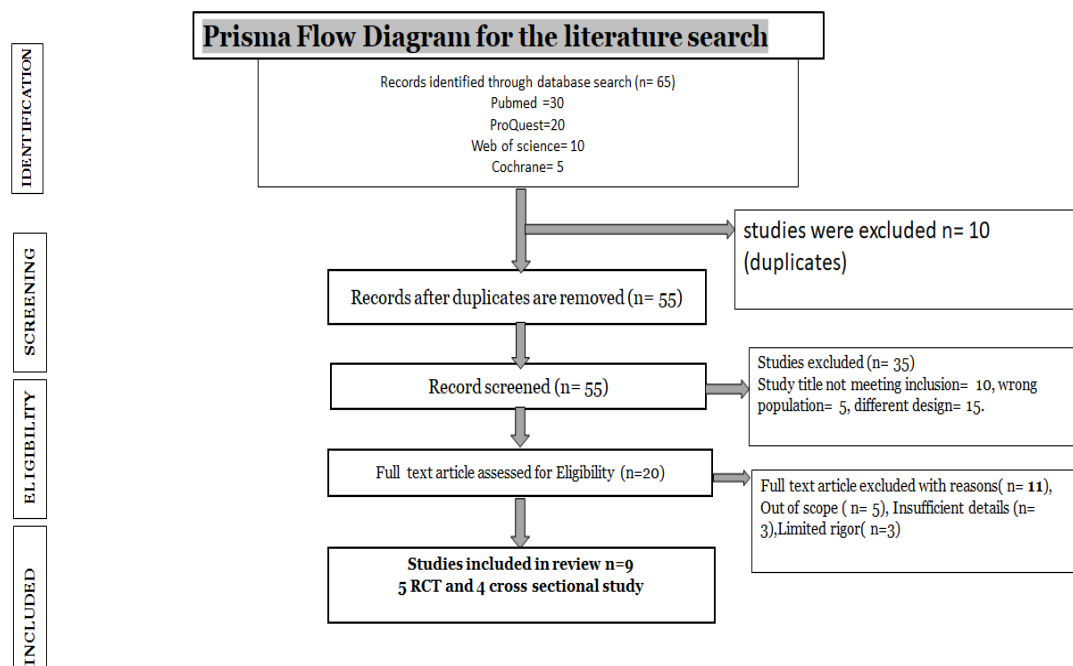 Prisma Flow Diagram for the literature search
IDENTIFICATION
Records identified through database search (n= 65)
Pubmed =30
ProQuest=20
Web of science= 10
Cochrane= 5
studies were excluded n= 10
(duplicates)
SCREENING
Records after duplicates are removed (n= 55)
Record screened (n= 55)
Studies excluded (n= 35)
Study title not meeting inclusion= 10, wrong
population= 5, different design= 15.
ELIGIBILITY
Full text article assessed for Eligibility (n=20)
Full text article excluded with reasons( n= 11),
Out of scope ( n= 5), Insufficient details (n=
3),Limited rigor( n=3)
INCLUDED
Studies included in review n=9
5 RCT and 4 cross sectional study